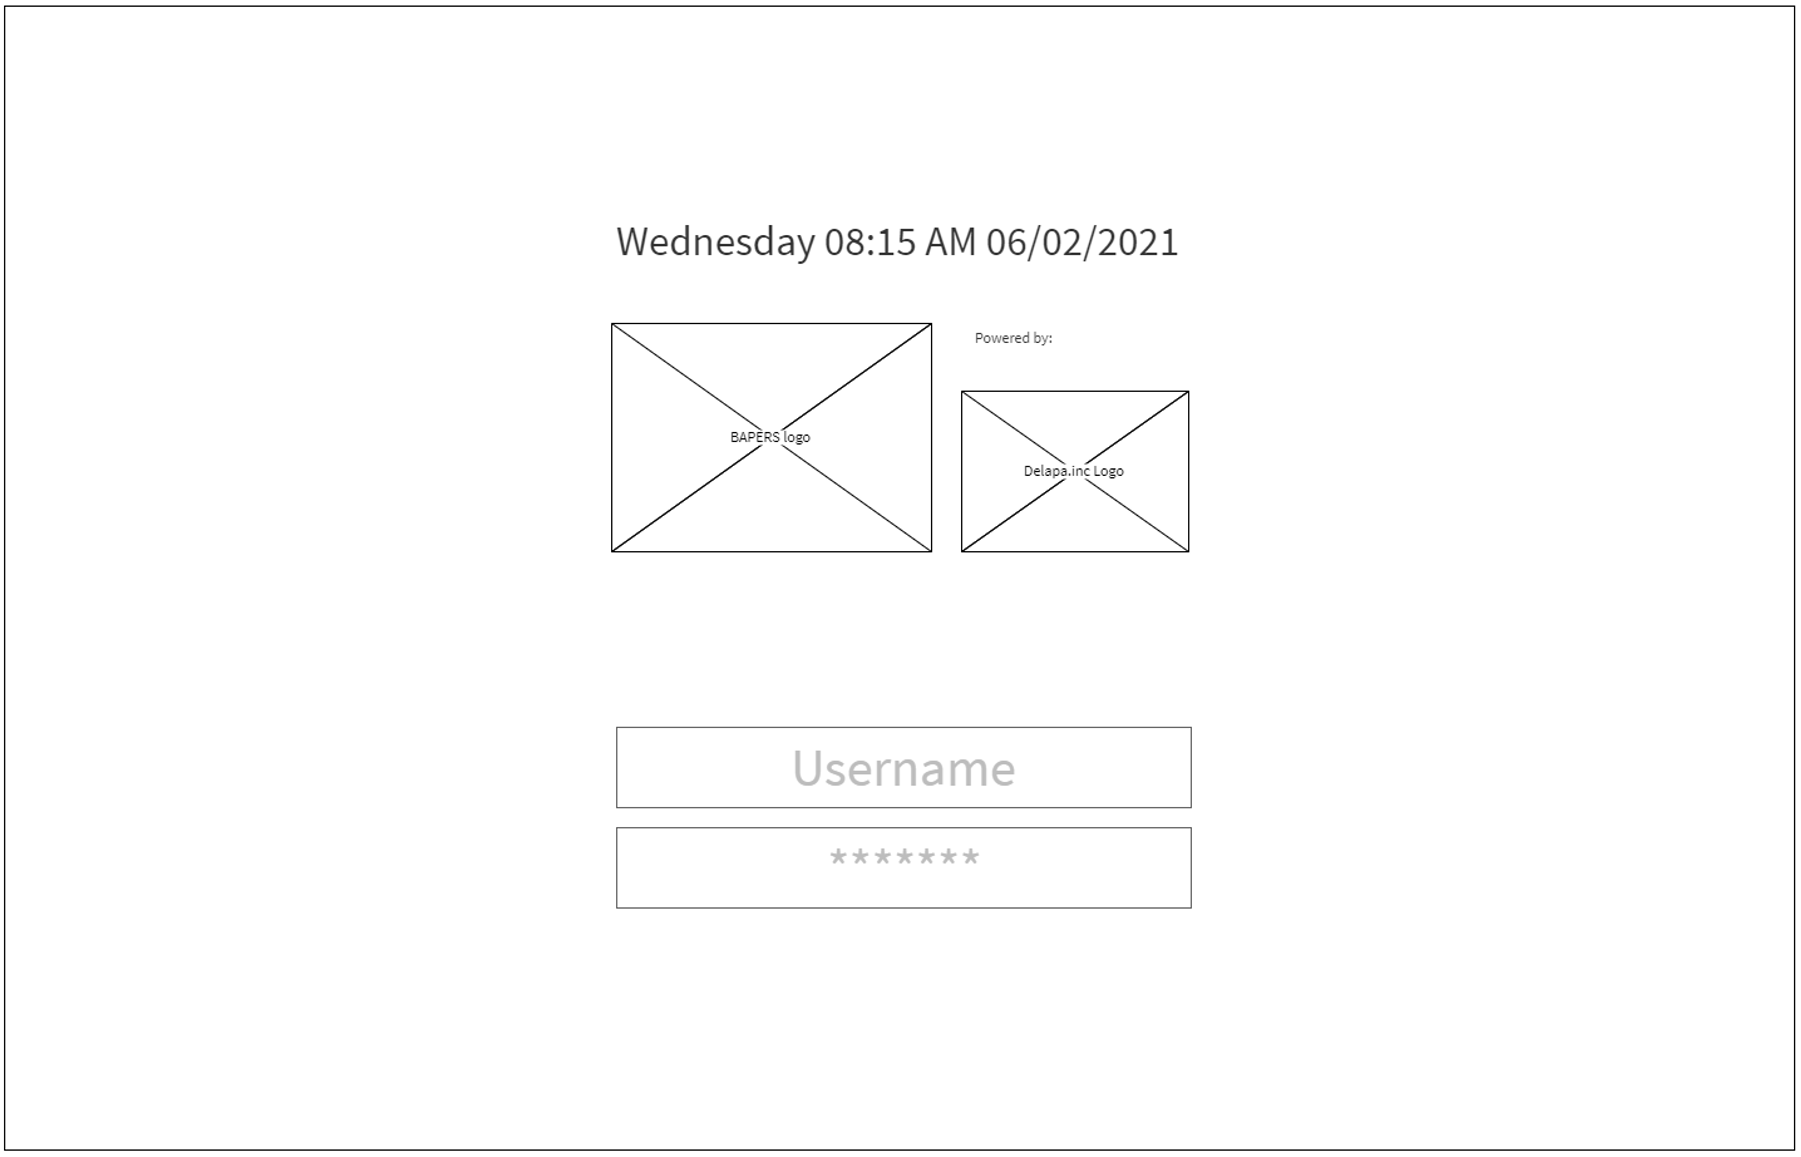 Wednesday 08:15 AM 06/02/2021
Powered by:
BAPERS logo
Delapa.inc Logo
Username
*******